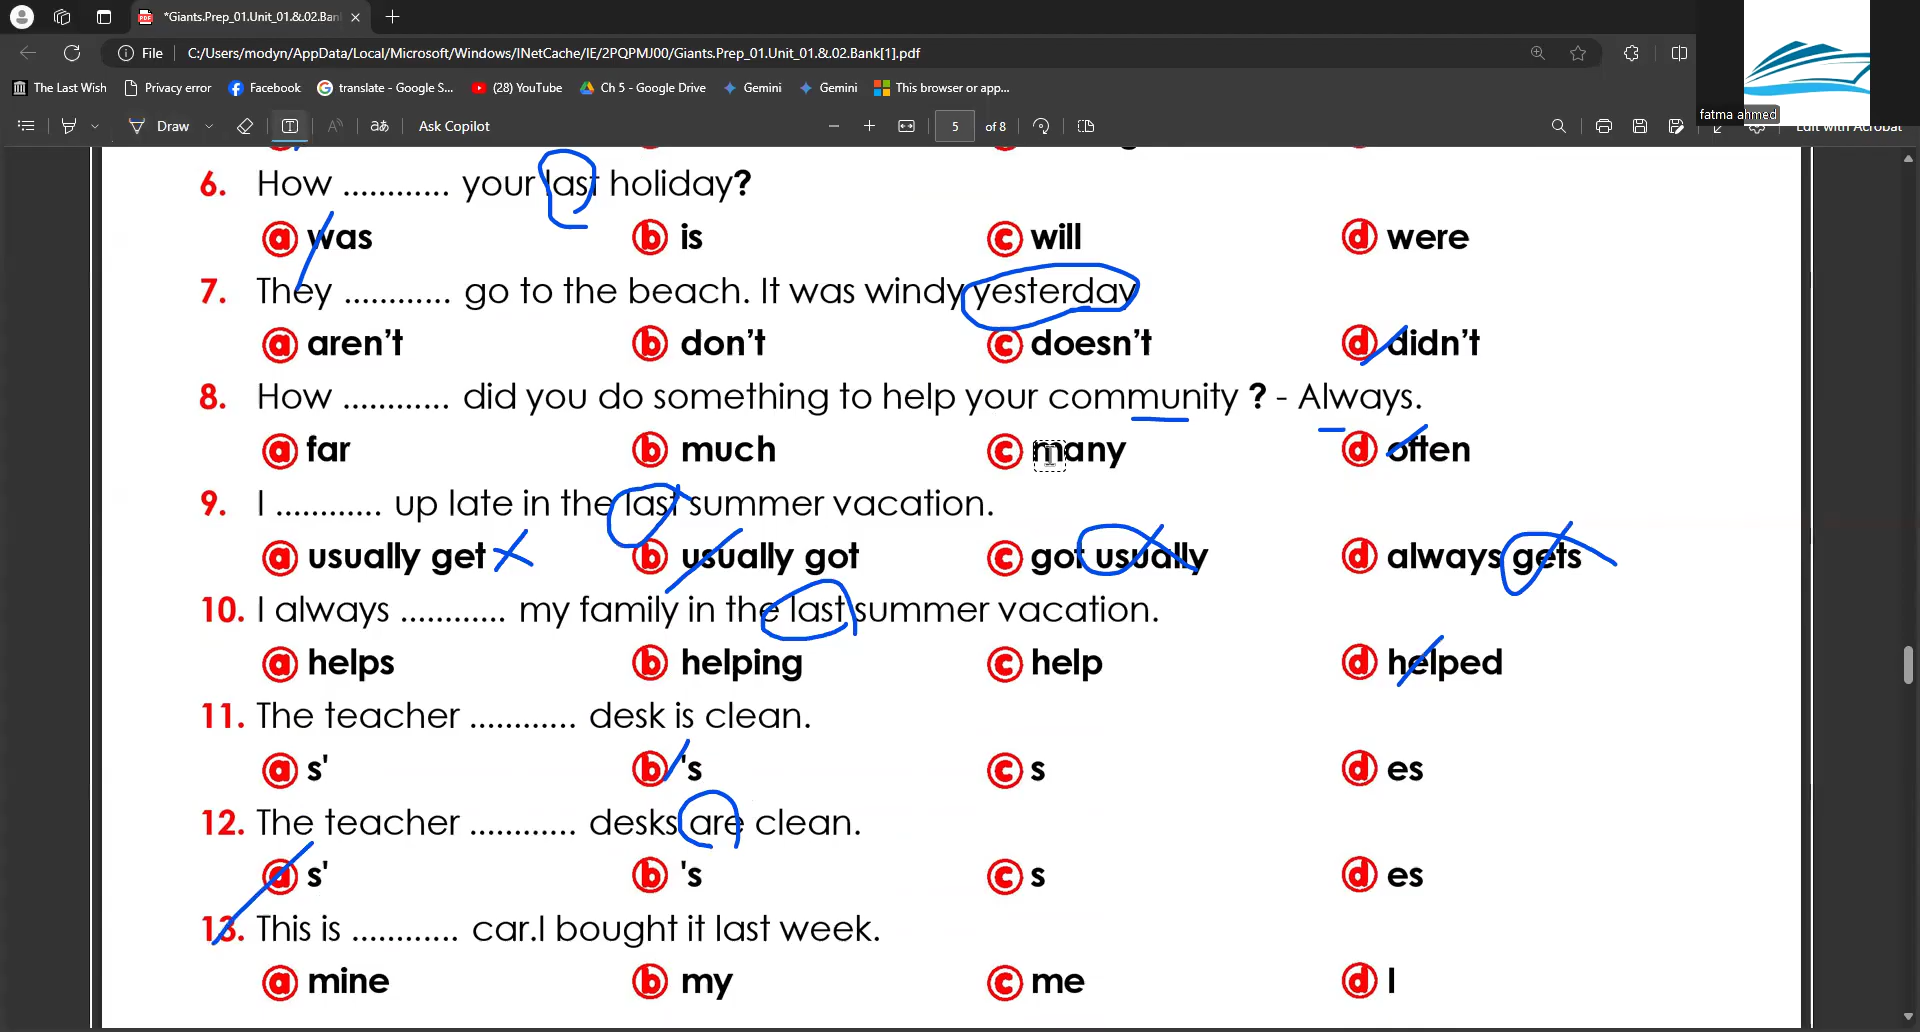 *Giants.Prep_01.Unit_01.&.02.Ban
File C:/Users/modyn/AppData/Local/Microsoft/Windows/INetCache/IE/2PQPMJ00/Giants.Prep_01.Unit_01.&.02.Bank[1].pdf
The Last Wish Privacy error Facebook translate - Google S... (28) YouTube Ch 5 - Google Drive Gemini Gemini This browser or app...
fatma ahmed
Draw Ask Copilot 5 of 8 Edit with Acrobat
6. How ............ your last holiday?
a was b is c will d were
7. They ............ go to the beach. It was windy yesterday
a aren't b don't c doesn't d didn't
8. How ............ did you do something to help your community ? - Always.
a far b much c many d often
9. I ............ up late in the last summer vacation.
a usually get b usually got c got usually d always gets
10. I always ............ my family in the last summer vacation.
a helps b helping c help d helped
11. The teacher ............ desk is clean.
a s' b 's c s d es
12. The teacher ............ desks are clean.
a s' b 's c s d es
13. This is ............ car.I bought it last week.
a mine b my c me d I